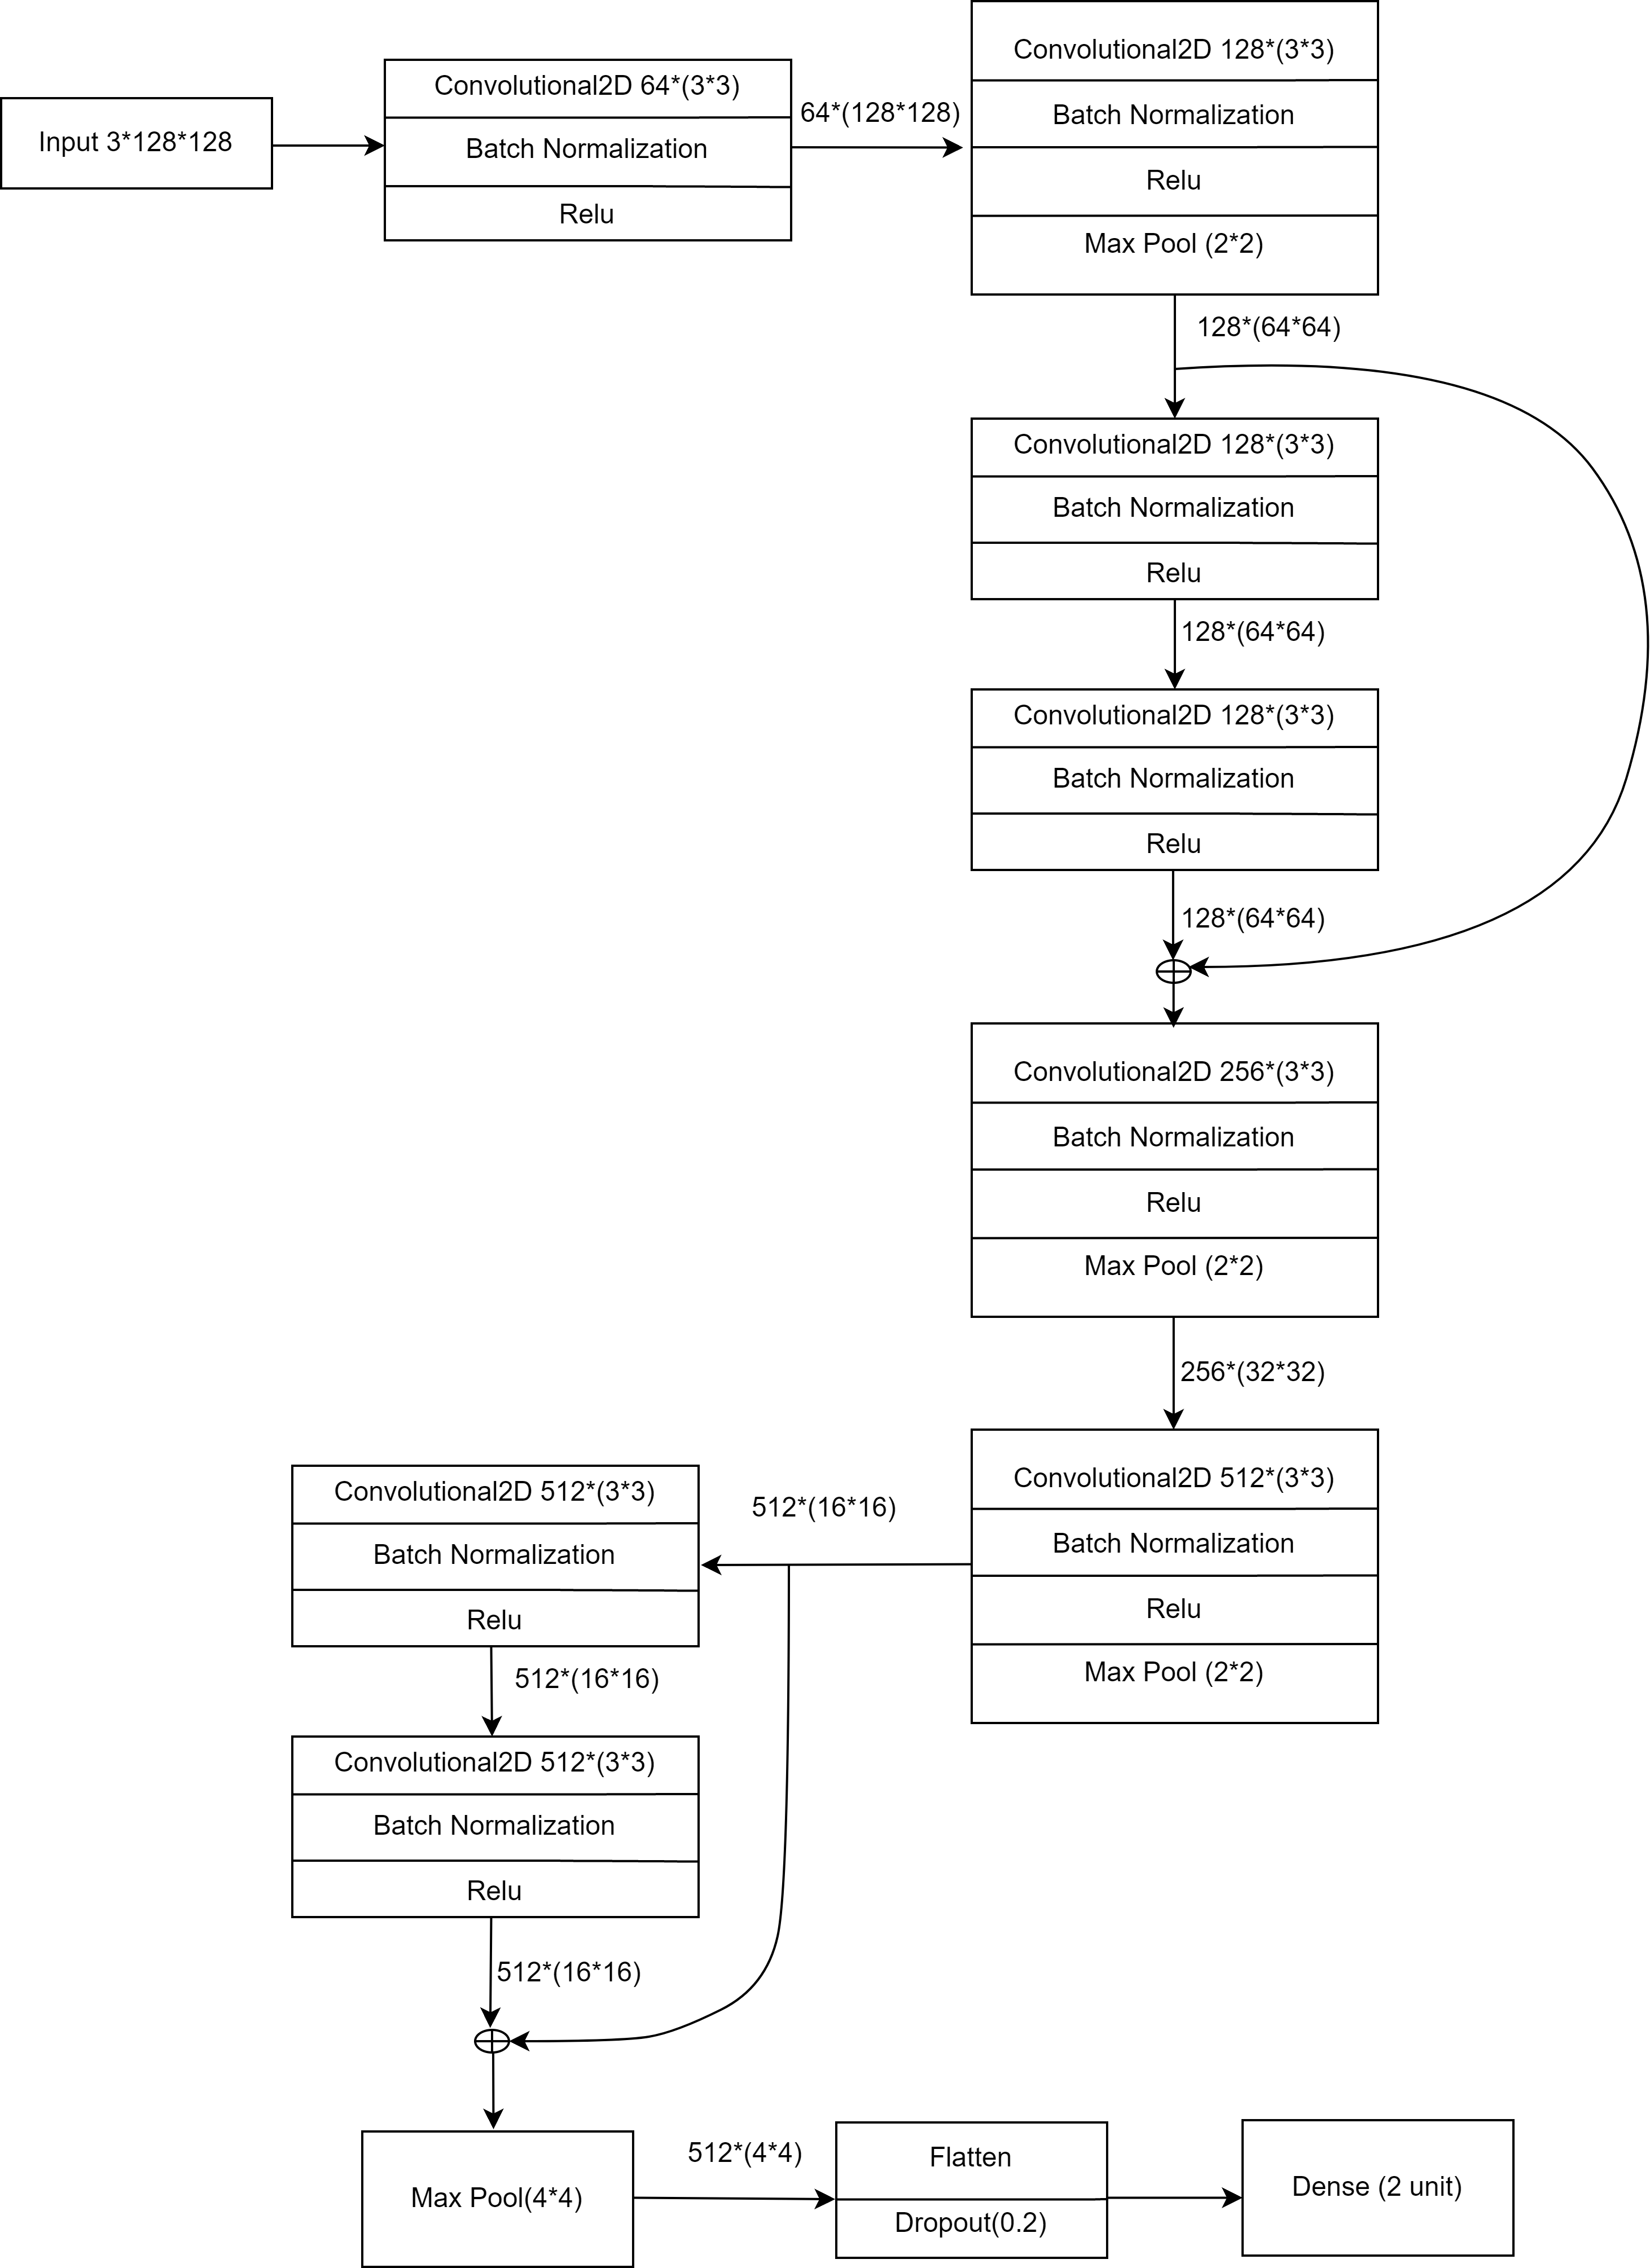 Input 3*128*128
Convolutional2D 64*(3*3)
Batch Normalization
Relu
64*(128*128)
Convolutional2D 128*(3*3)
Batch Normalization
Relu
Max Pool (2*2)
128*(64*64)
Convolutional2D 128*(3*3)
Batch Normalization
Relu
128*(64*64)
Convolutional2D 128*(3*3)
Batch Normalization
Relu
128*(64*64)
Convolutional2D 256*(3*3)
Batch Normalization
Relu
Max Pool (2*2)
256*(32*32)
Convolutional2D 512*(3*3)
Batch Normalization
Relu
Max Pool (2*2)
512*(16*16)
Convolutional2D 512*(3*3)
Batch Normalization
Relu
512*(16*16)
Convolutional2D 512*(3*3)
Batch Normalization
Relu
512*(16*16)
Max Pool(4*4)
512*(4*4)
Flatten
Dropout(0.2)
Dense (2 unit)